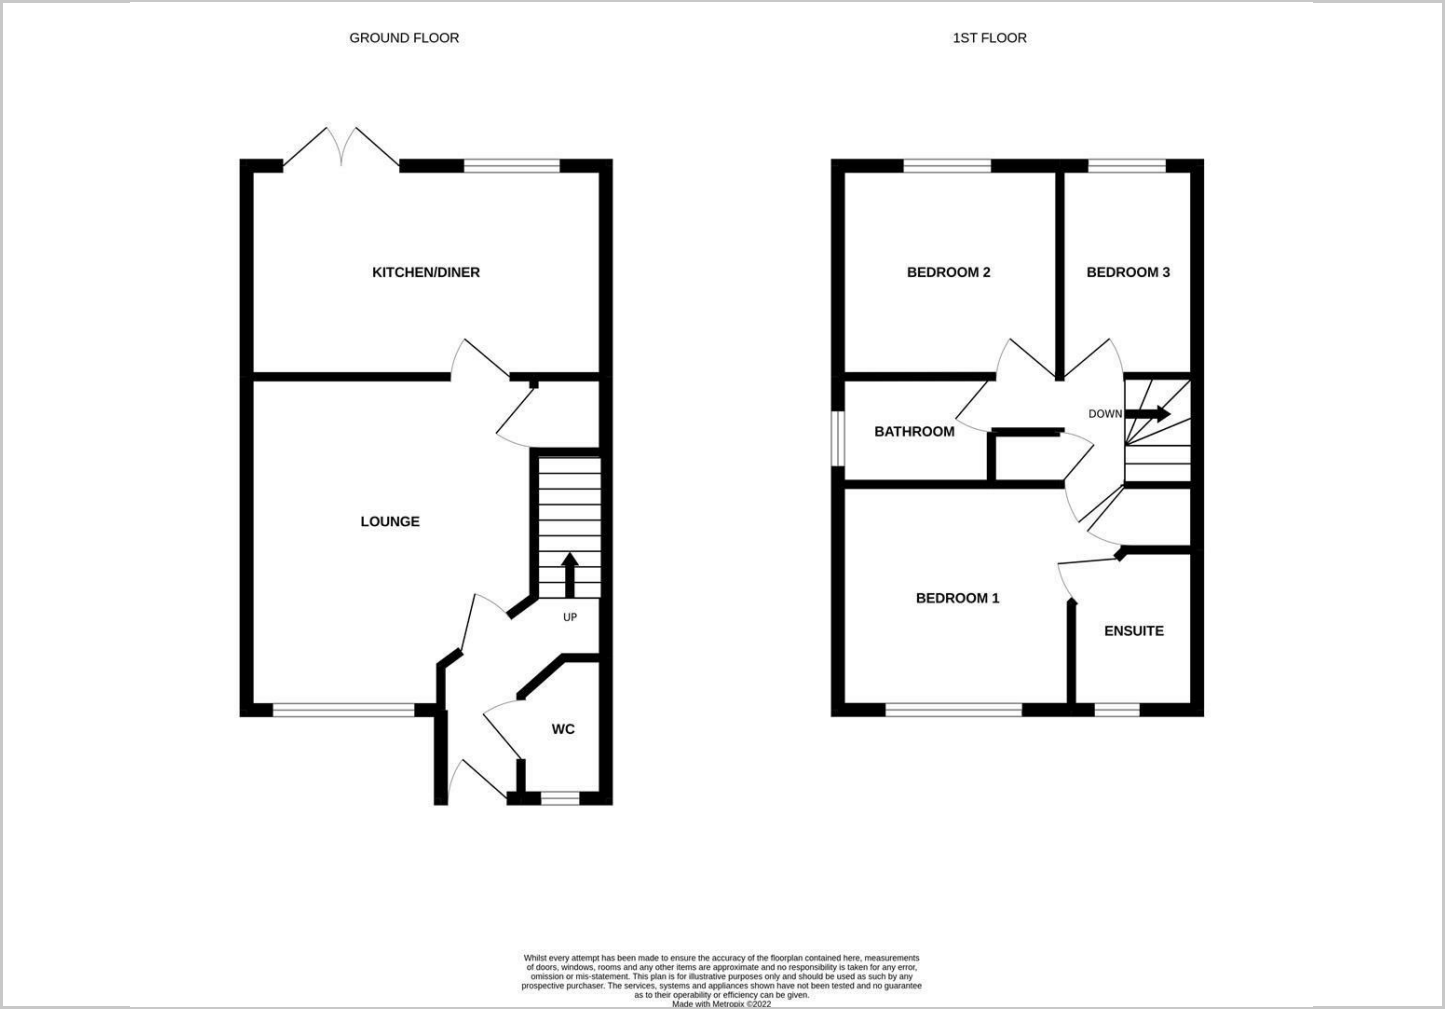 GROUND FLOOR
1ST FLOOR
KITCHEN/DINER
LOUNGE
UP
WC
BEDROOM 2
BEDROOM 3
DOWN
BATHROOM
BEDROOM 1
ENSUITE
Whilst every attempt has been made to ensure the accuracy of the floorplan contained here, measurements
of doors, windows, rooms and any other items are approximate and no responsibility is taken for any error,
omission or mis-statement. This plan is for illustrative purposes only and should be used as such by any
prospective purchaser. The services, systems and appliances shown have not been tested and no guarantee
as to their operability or efficiency can be given.
Made with Metropix ©2022